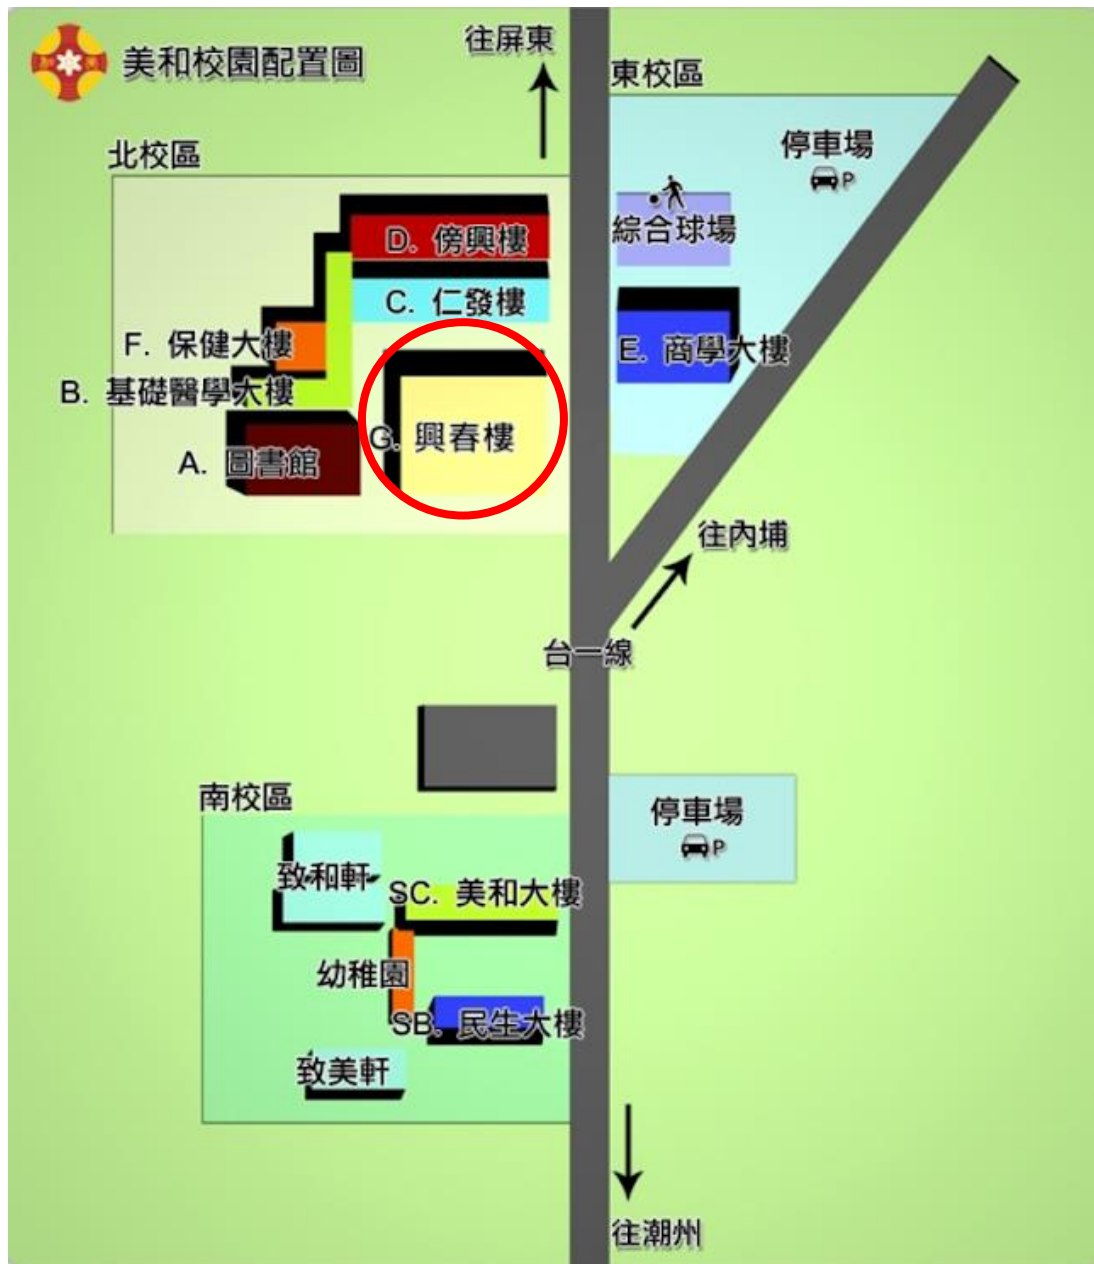 美和校園配置圖
往屏東
東校區
停車場
P
北校區
綜合球場
D. 傍興樓
C. 仁發樓
F. 保健大樓
E. 商學大樓
B. 基礎醫學大樓
G. 興春樓
A. 圖書館
往內埔
台一線
南校區
停車場
P
致和軒
SC. 美和大樓
幼稚園
SB. 民生大樓
致美軒
往潮州